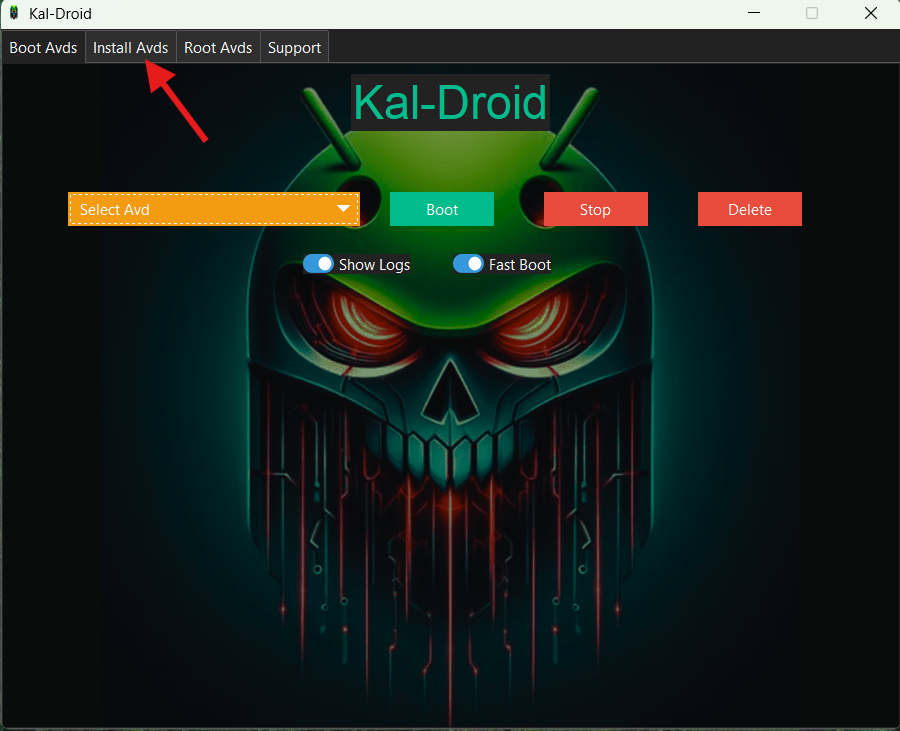 Kal-Droid
Boot Avds Install Avds Root Avds Support
Kal-Droid
Select Avd Boot Stop Delete
Show Logs Fast Boot